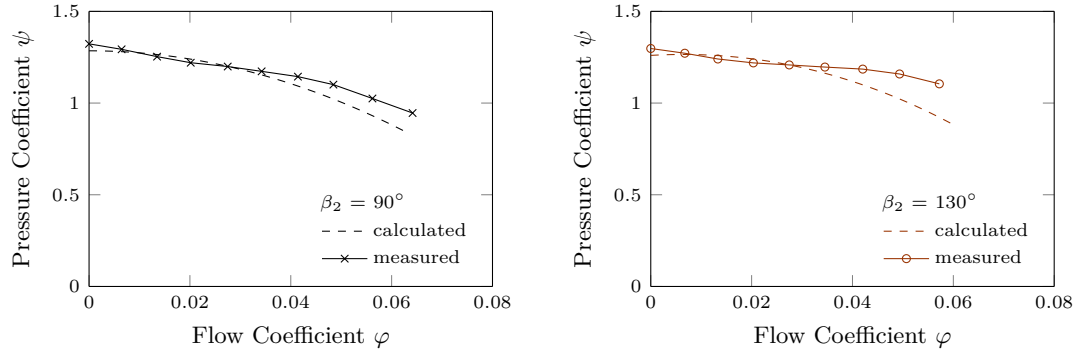 1.5
1
0.5
0
Pressure Coefficient ψ
β₂ = 90°
calculated
measured
0 0.02 0.04 0.06 0.08
Flow Coefficient φ
1.5
1
0.5
0
Pressure Coefficient ψ
β₂ = 130°
calculated
measured
0 0.02 0.04 0.06 0.08
Flow Coefficient φ